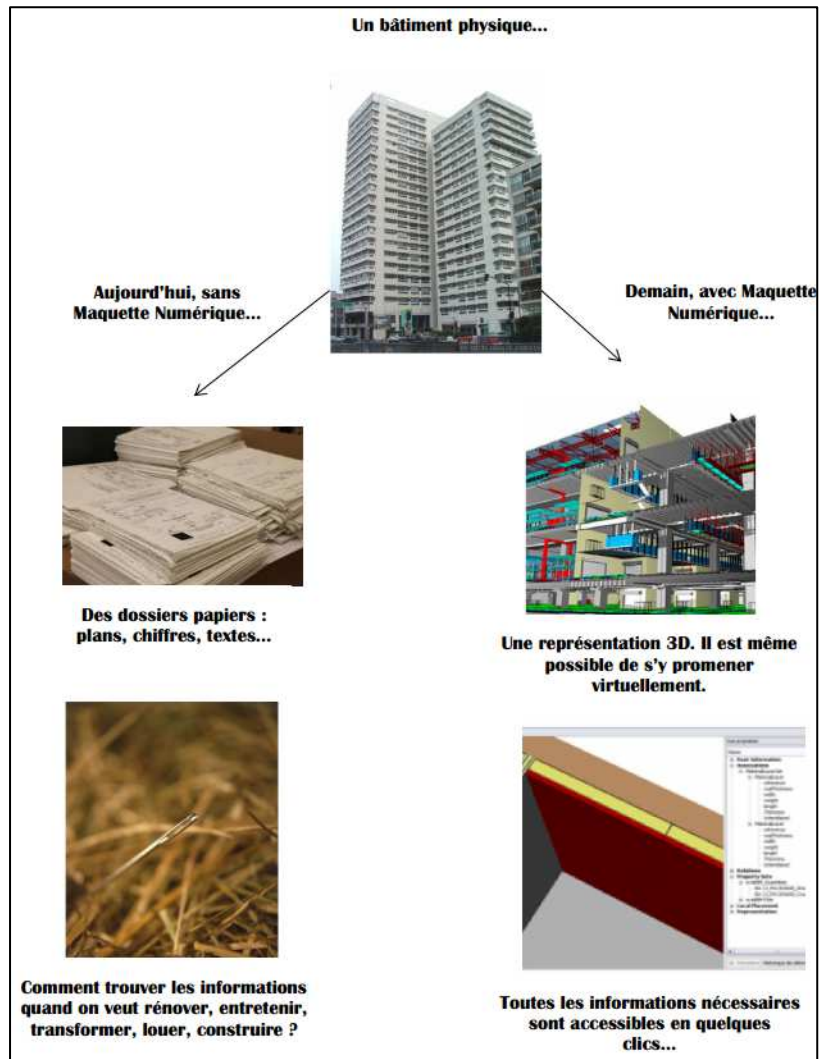 Un bâtiment physique...
Aujourd'hui, sans
Maquette Numérique...
Demain, avec Maquette
Numérique...
Des dossiers papiers :
plans, chiffres, textes...
Une représentation 3D. Il est même
possible de s'y promener
virtuellement.
Comment trouver les informations
quand on veut rénover, entretenir,
transformer, louer, construire ?
Toutes les informations nécessaires
sont accessibles en quelques
clics...